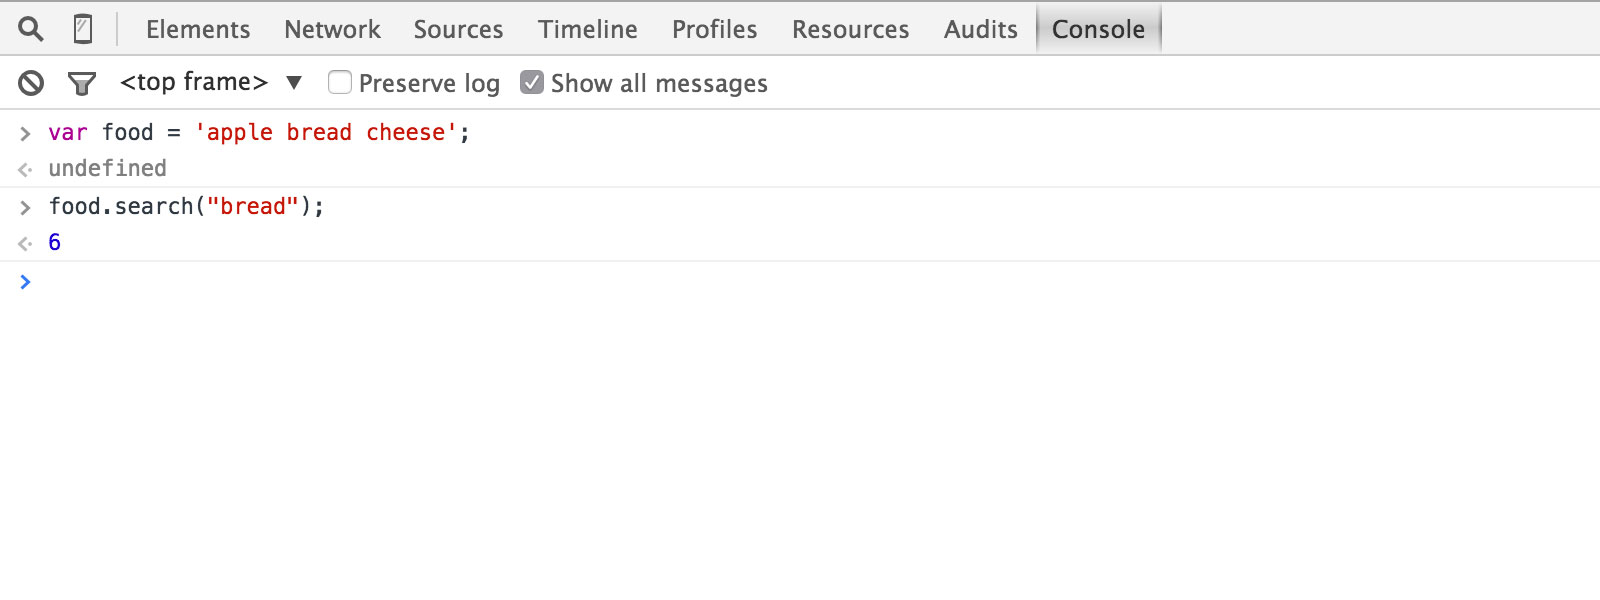 Elements Network Sources Timeline Profiles Resources Audits Console
<top frame> ▼ Preserve log Show all messages
> var food = 'apple bread cheese';
undefined
> food.search("bread");
6
>